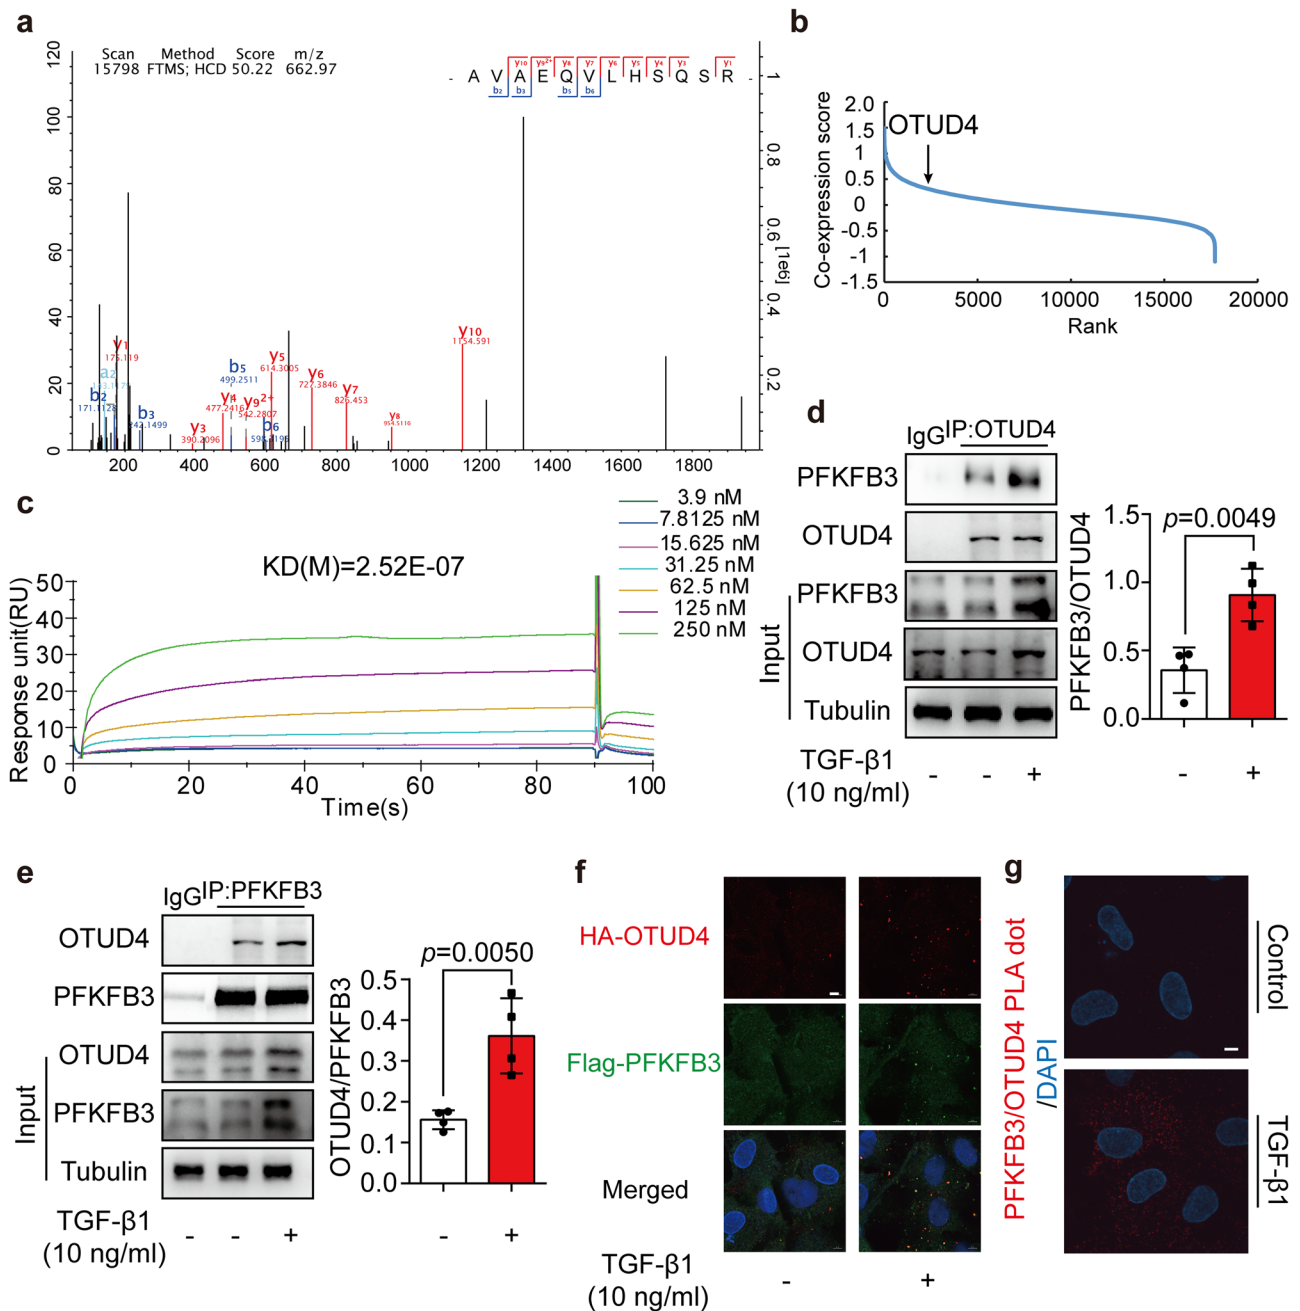 a
Scan Method Score m/z
15798 FTMS; HCD 50.22 662.97
- A V A E Q V L H S Q S R -
y10 y9 2+ y8 y7 y6 y5 y4 y3 y1
b2 b3 b5 b6
120
100
80
60
40
20
0
1
0.8
0.6
0.4
0.2
[1e6]
y1
175.119
a2
b2
b3
b5
499.2511
y4
477.2416
y9 2+
542.2807
b6
y3
390.2096
y5
614.3005
y6
727.3846
y7
826.453
y8
954.5116
y10
1154.591
200 400 600 800 1000 1200 1400 1600 1800
b
Co-expression score
2.0
1.5
1
0.5
0
-0.5
-1
-1.5
OTUD4
0 5000 10000 15000 20000
Rank
c
KD(M)=2.52E-07
3.9 nM
7.8125 nM
15.625 nM
31.25 nM
62.5 nM
125 nM
250 nM
Response unit(RU)
50
40
30
20
10
0
0 20 40 60 80 100
Time(s)
d
IgG IP:OTUD4
PFKFB3
OTUD4
PFKFB3
OTUD4
Tubulin
Input
TGF-β1
(10 ng/ml)
- - +
PFKFB3/OTUD4
1.5
1.0
0.5
0.0
p=0.0049
- +
e
IgG IP:PFKFB3
OTUD4
PFKFB3
OTUD4
PFKFB3
Tubulin
Input
TGF-β1
(10 ng/ml)
- - +
OTUD4/PFKFB3
0.5
0.4
0.3
0.2
0.1
0.0
p=0.0050
- +
f
HA-OTUD4
Flag-PFKFB3
Merged
TGF-β1
(10 ng/ml)
- +
g
PFKFB3/OTUD4 PLA dot
/DAPI
Control
TGF-β1